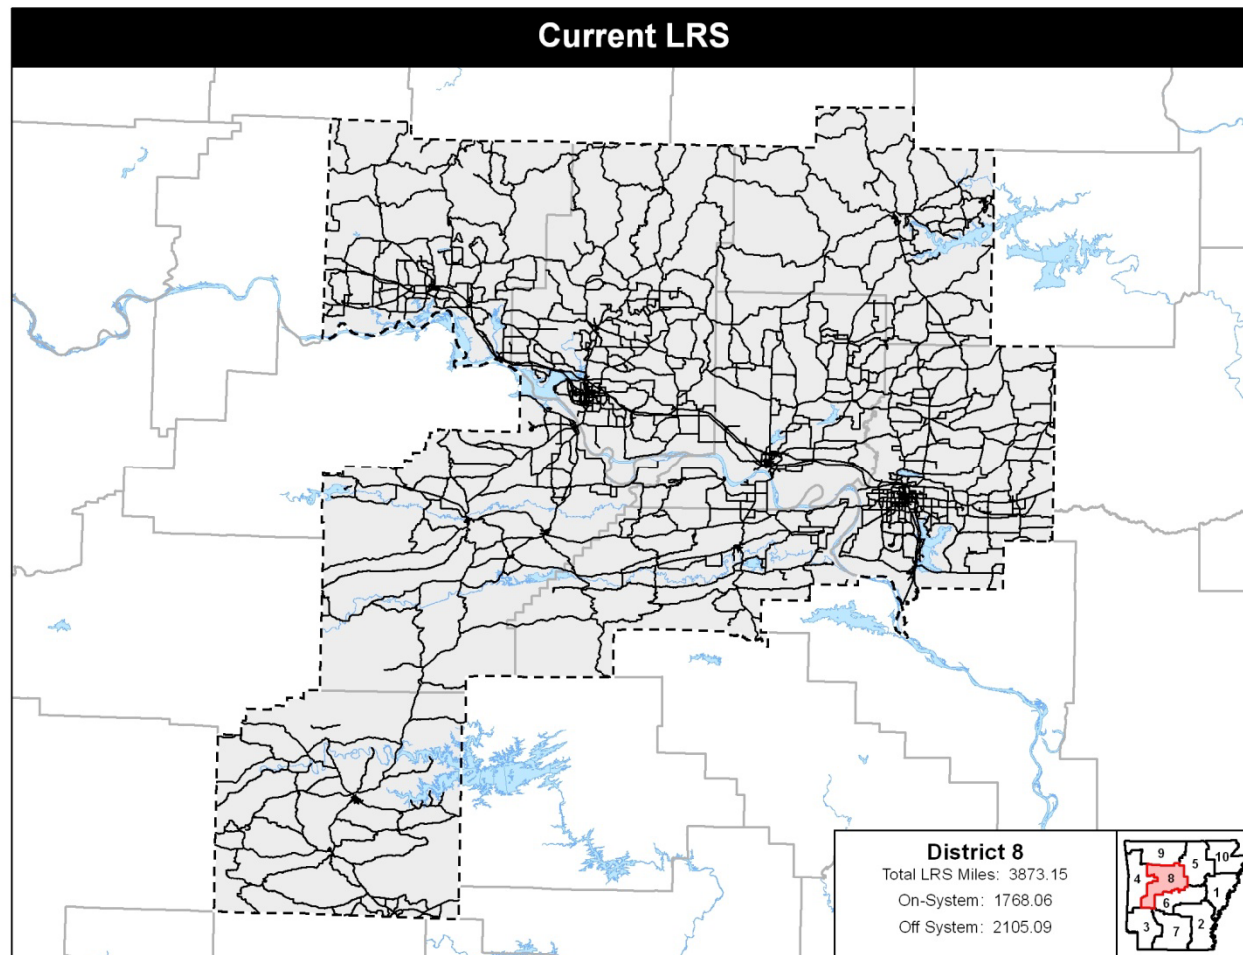 Current LRS
District 8
Total LRS Miles: 3873.15
On-System: 1768.06
Off System: 2105.09
9
5
10
4
8
1
6
3
7
2